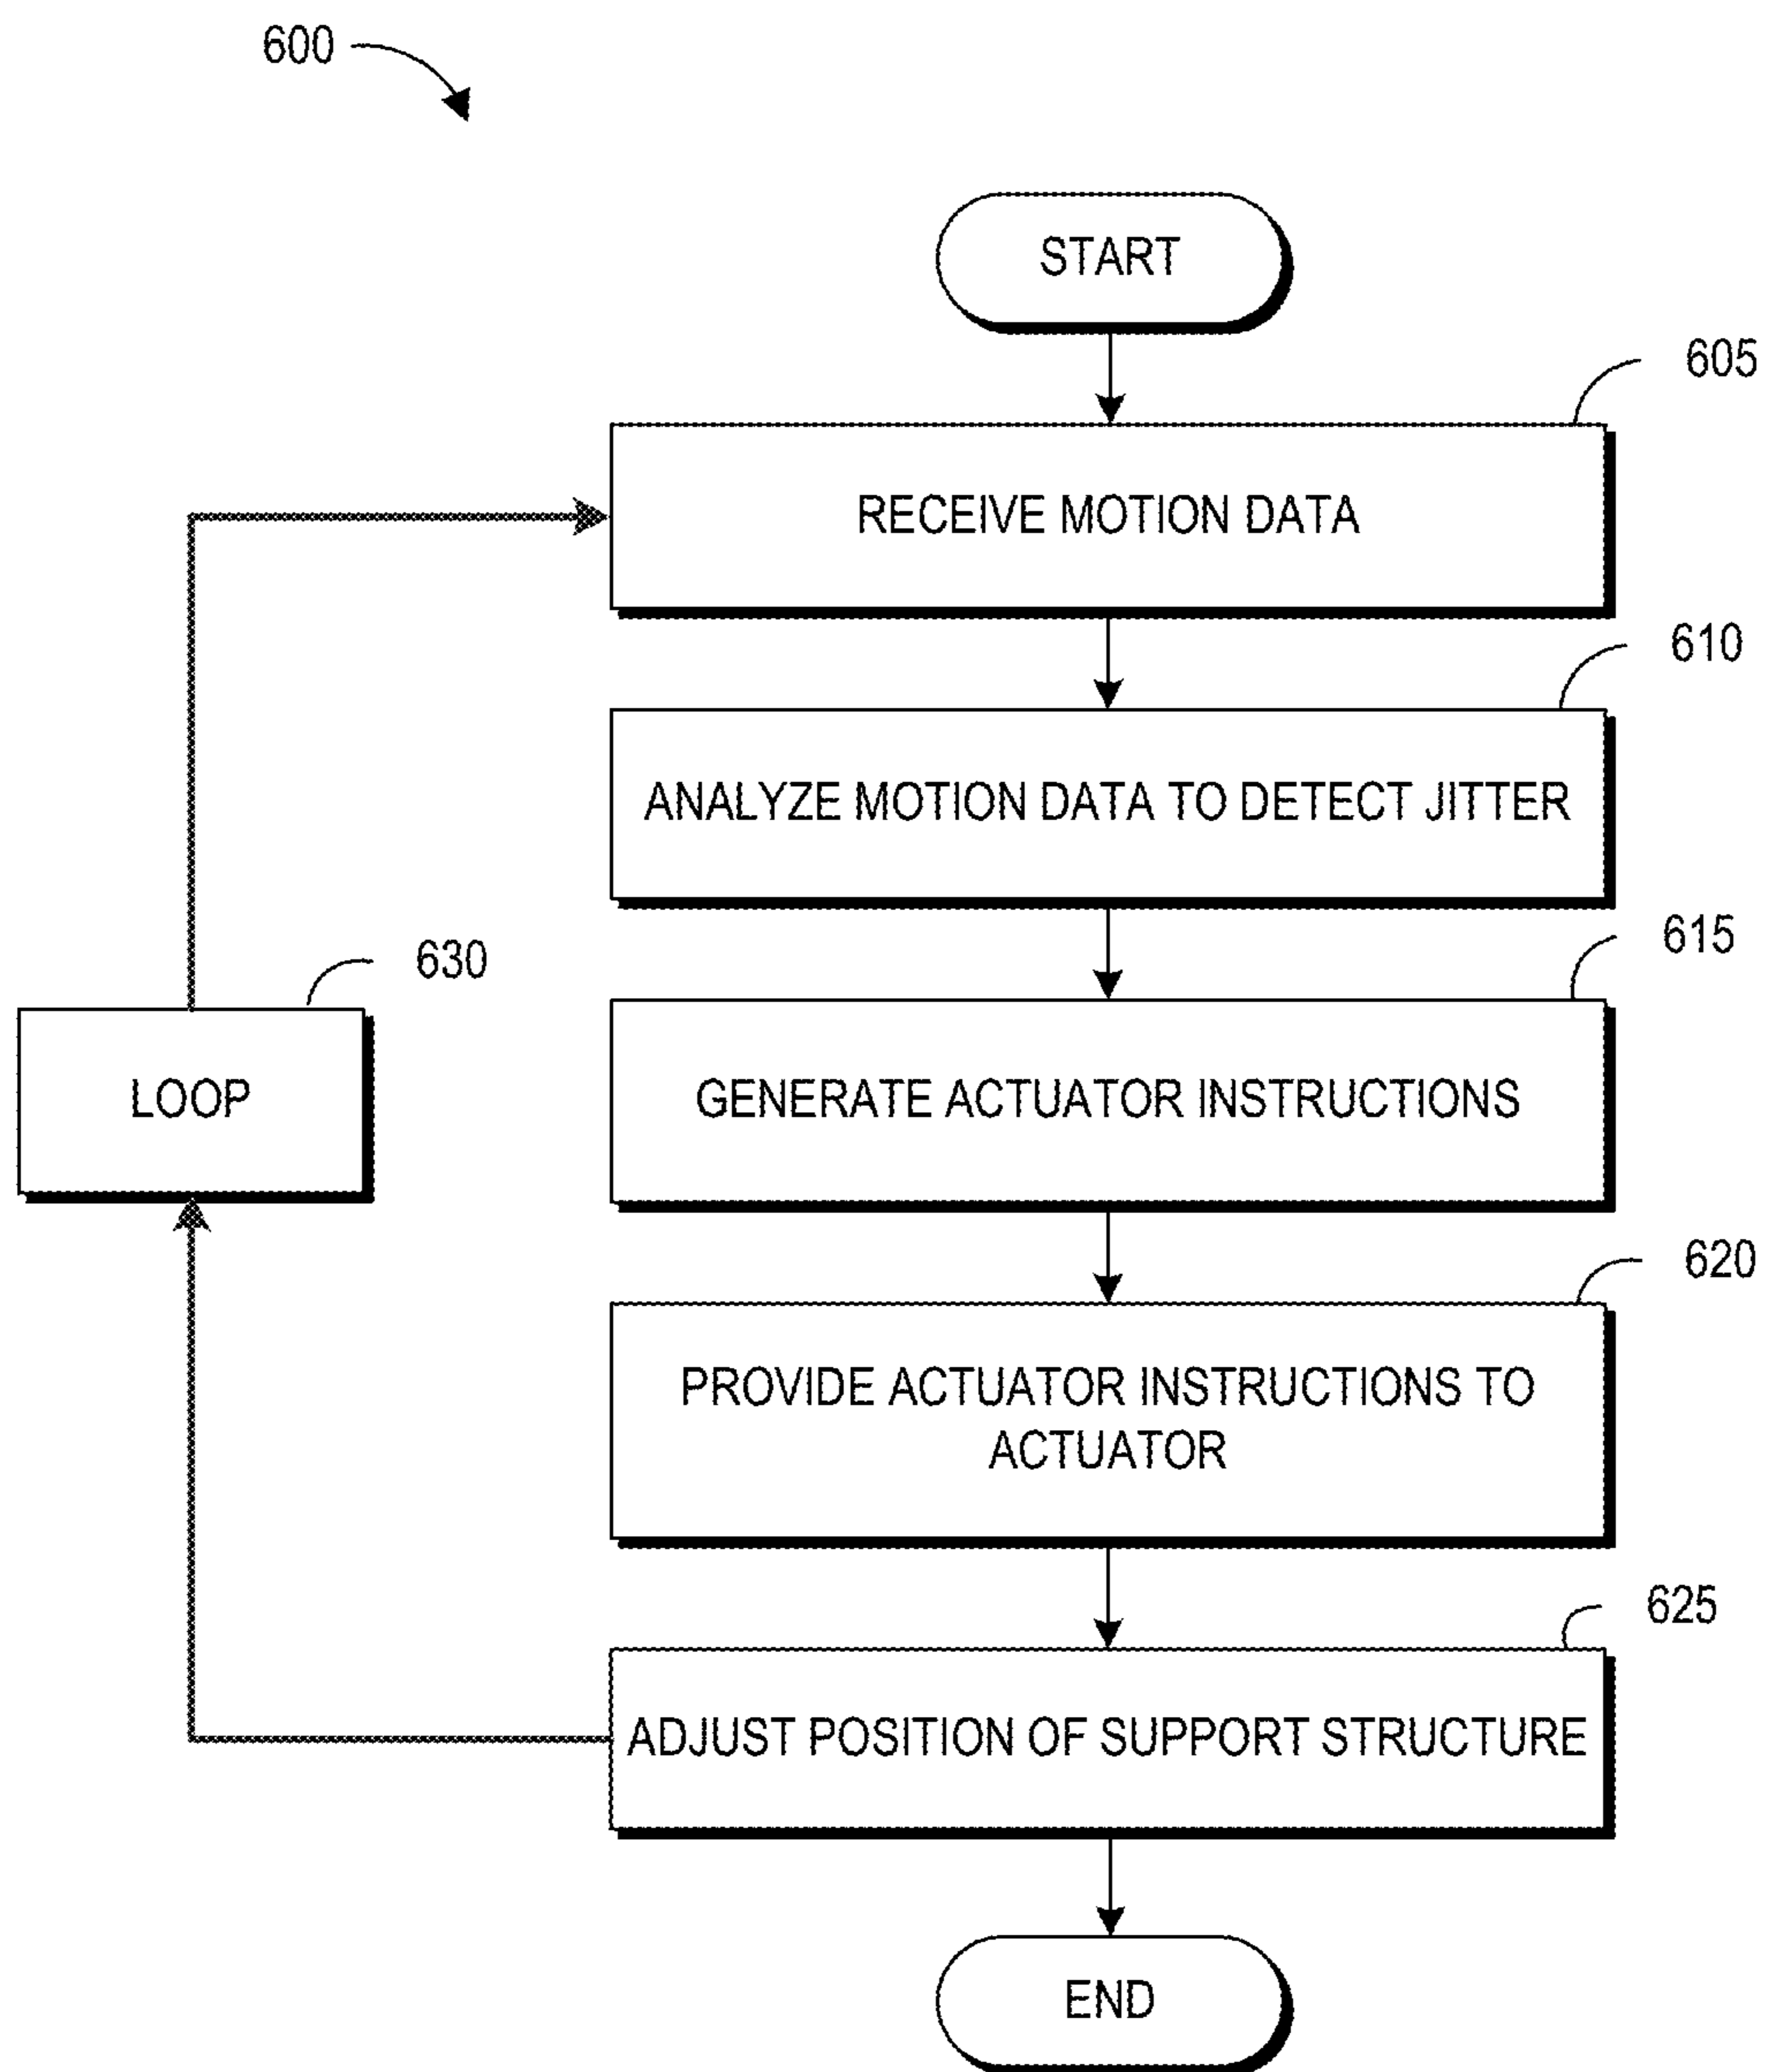 600
START
605
RECEIVE MOTION DATA
610
ANALYZE MOTION DATA TO DETECT JITTER
615
GENERATE ACTUATOR INSTRUCTIONS
630
LOOP
620
PROVIDE ACTUATOR INSTRUCTIONS TO
ACTUATOR
625
ADJUST POSITION OF SUPPORT STRUCTURE
END